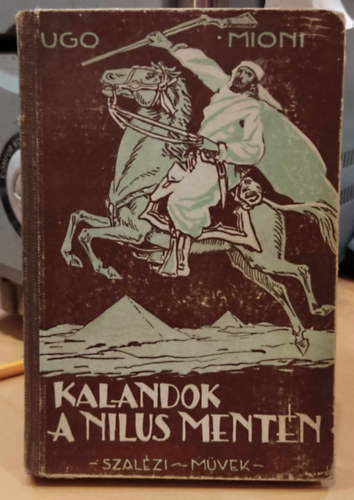 UGO MIONI
KALANDOK
A NILUS MENTÉN
SZALÉZI MŰVEK